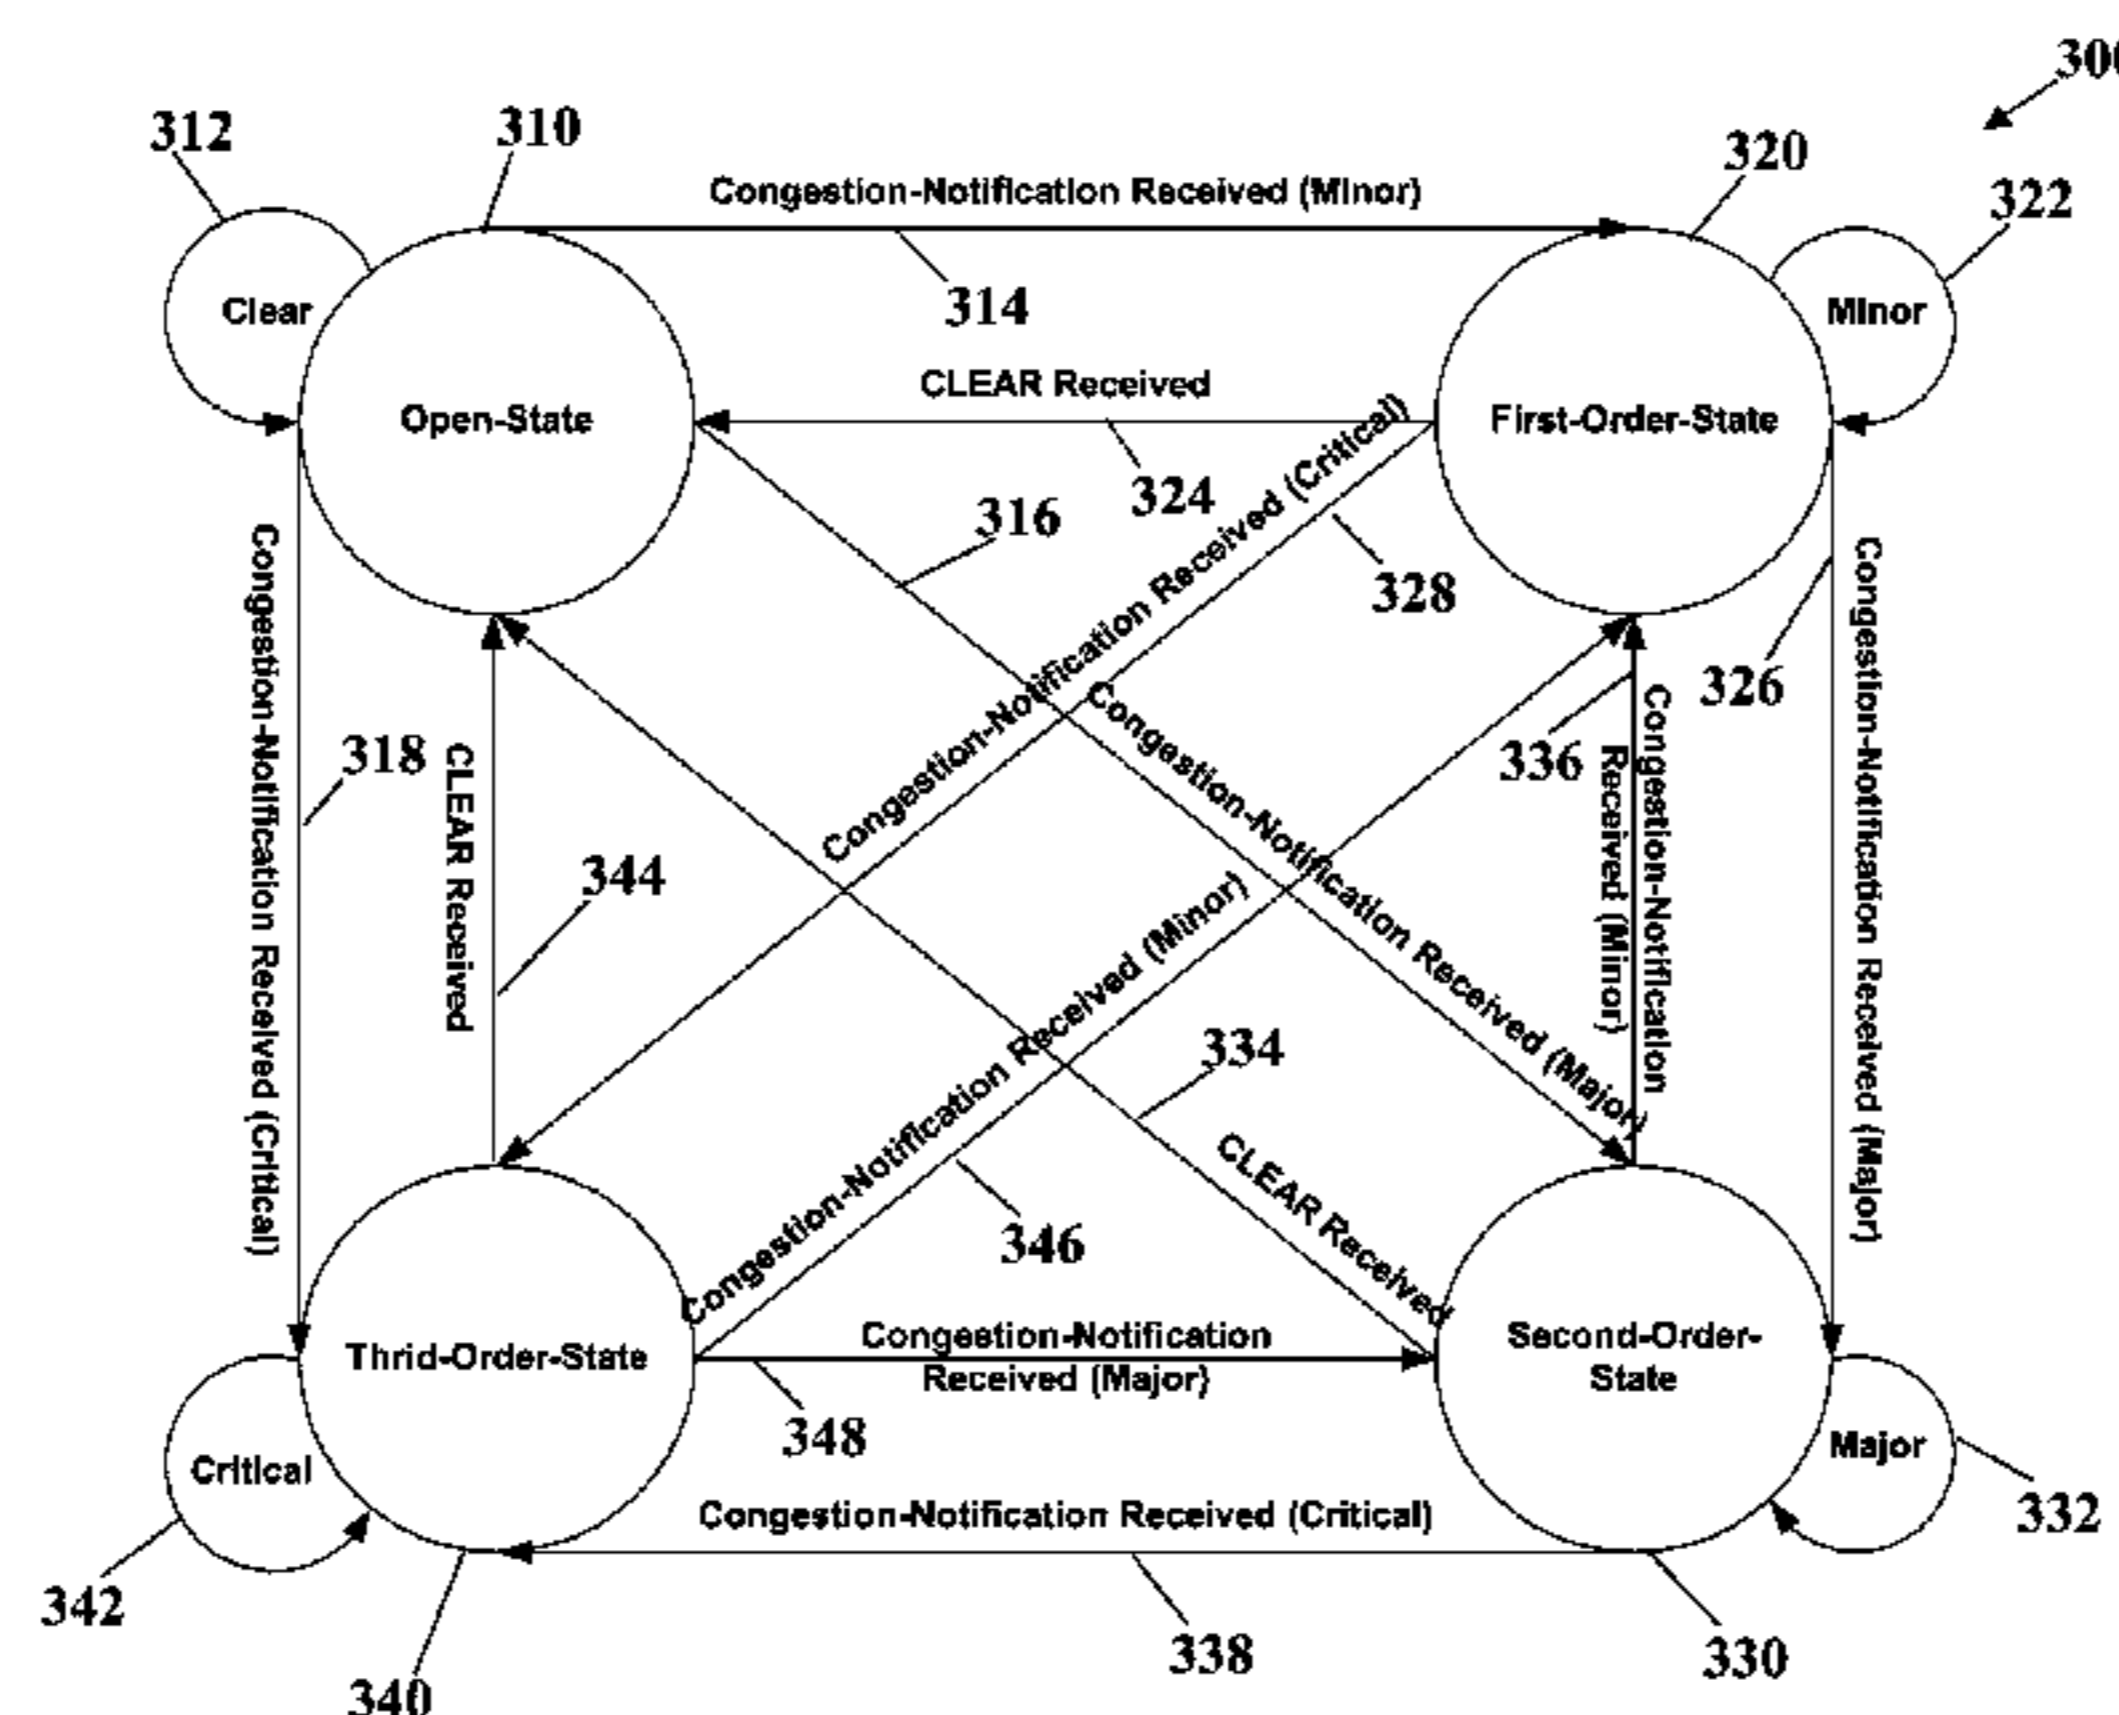 300
312
310
320
322
Congestion-Notification Received (Minor)
314
Clear
Minor
CLEAR Received
Open-State
First-Order-State
324
316
328
Congestion-Notification Received (Critical)
Congestion-Notification Received (Major)
326
336
Congestion-Notification
Received (Minor)
Congestion-Notification Received (Major)
Congestion-Notification Received (Critical)
318
CLEAR Received
344
Congestion-Notification Received (Minor)
334
CLEAR Received
346
Thrid-Order-State
Congestion-Notification
Received (Major)
Second-Order-
State
348
Critical
Major
Congestion-Notification Received (Critical)
332
342
338
330
340